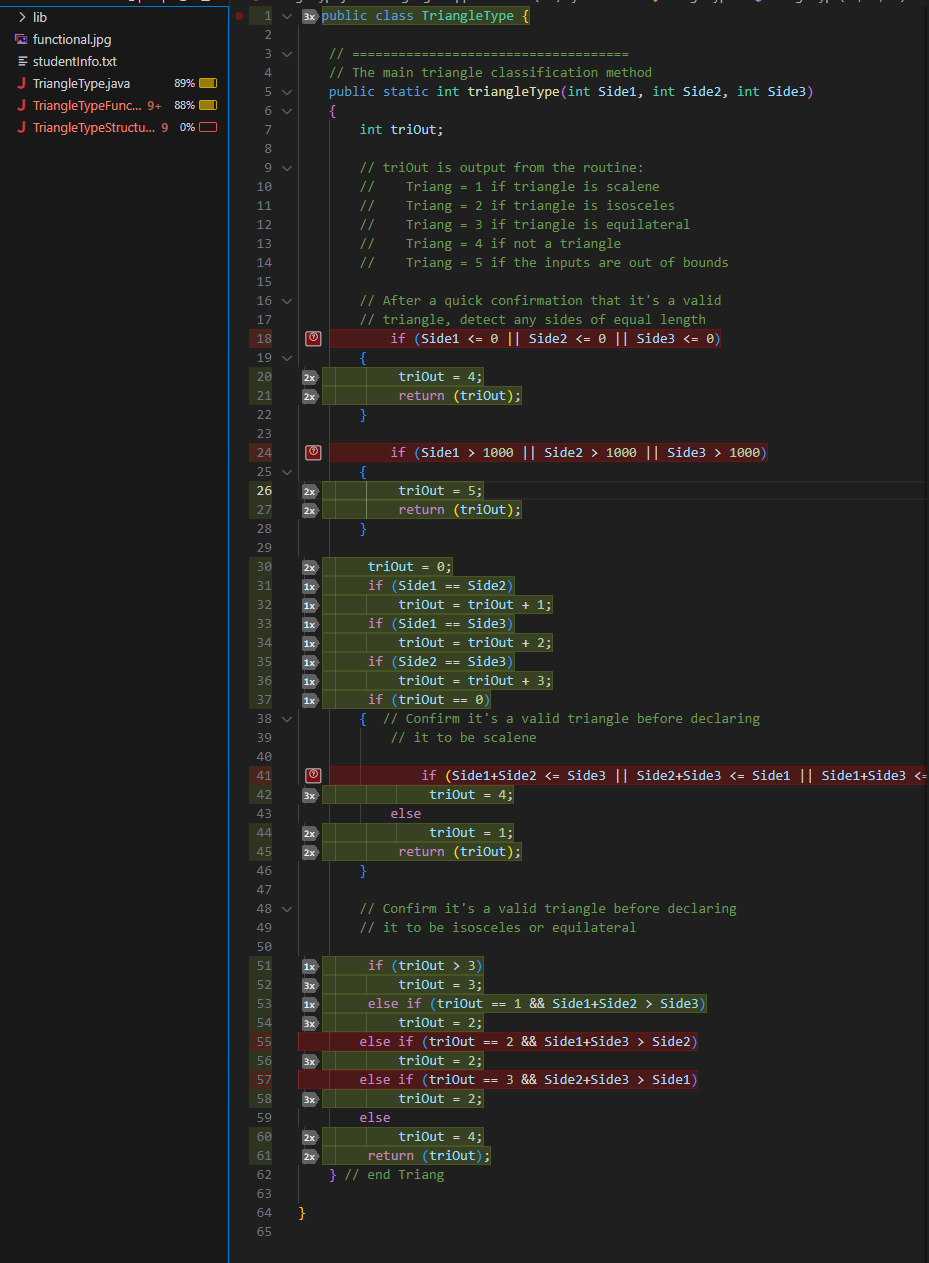 lib
functional.jpg
studentInfo.txt
TriangleType.java 89%
TriangleTypeFunc... 9+ 88%
TriangleTypeStructu... 9 0%
1 3x public class TriangleType {
2
3 // ====================================
4 // The main triangle classification method
5 public static int triangleType(int Side1, int Side2, int Side3)
6 {
7 int triOut;
8
9 // triOut is output from the routine:
10 // Triang = 1 if triangle is scalene
11 // Triang = 2 if triangle is isosceles
12 // Triang = 3 if triangle is equilateral
13 // Triang = 4 if not a triangle
14 // Triang = 5 if the inputs are out of bounds
15
16 // After a quick confirmation that it's a valid
17 // triangle, detect any sides of equal length
18 if (Side1 <= 0 || Side2 <= 0 || Side3 <= 0)
19 {
20 2x triOut = 4;
21 2x return (triOut);
22 }
23
24 if (Side1 > 1000 || Side2 > 1000 || Side3 > 1000)
25 {
26 2x triOut = 5;
27 2x return (triOut);
28 }
29
30 2x triOut = 0;
31 1x if (Side1 == Side2)
32 1x triOut = triOut + 1;
33 1x if (Side1 == Side3)
34 1x triOut = triOut + 2;
35 1x if (Side2 == Side3)
36 1x triOut = triOut + 3;
37 1x if (triOut == 0)
38 { // Confirm it's a valid triangle before declaring
39 // it to be scalene
40
41 if (Side1+Side2 <= Side3 || Side2+Side3 <= Side1 || Side1+Side3 <=
42 3x triOut = 4;
43 else
44 2x triOut = 1;
45 2x return (triOut);
46 }
47
48 // Confirm it's a valid triangle before declaring
49 // it to be isosceles or equilateral
50
51 1x if (triOut > 3)
52 3x triOut = 3;
53 1x else if (triOut == 1 && Side1+Side2 > Side3)
54 3x triOut = 2;
55 else if (triOut == 2 && Side1+Side3 > Side2)
56 3x triOut = 2;
57 else if (triOut == 3 && Side2+Side3 > Side1)
58 3x triOut = 2;
59 else
60 2x triOut = 4;
61 2x return (triOut);
62 } // end Triang
63
64 }
65